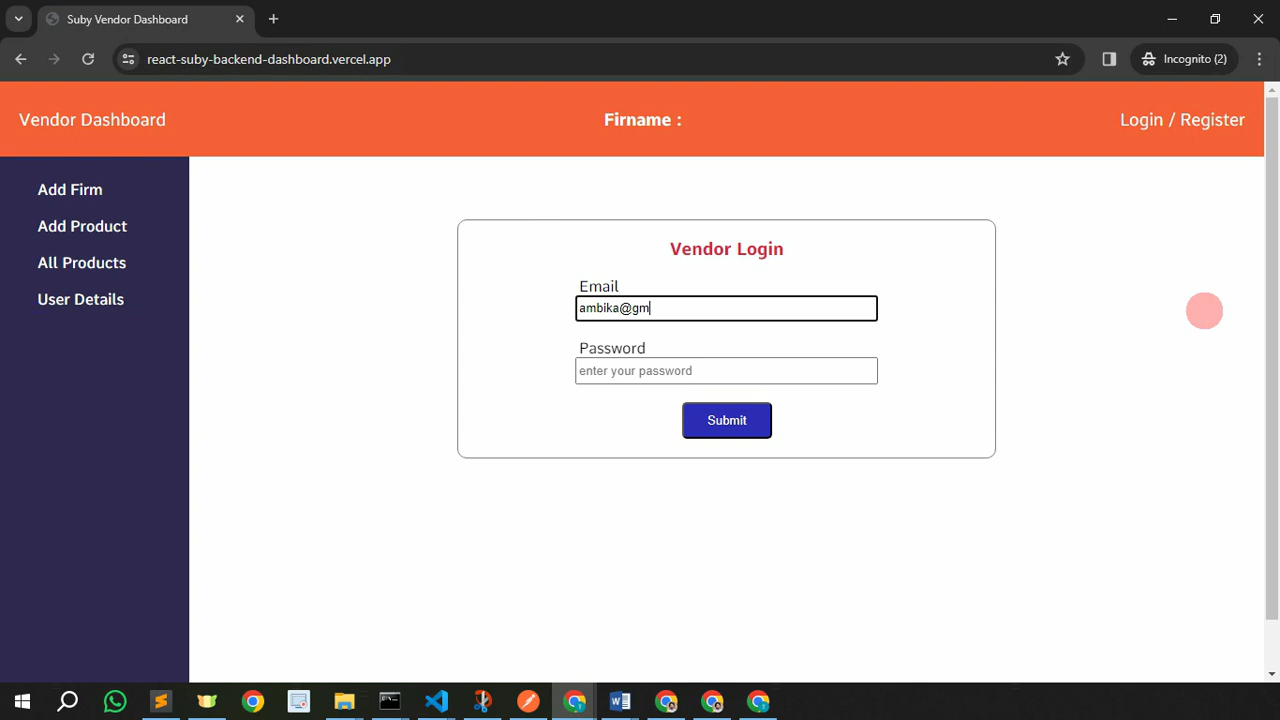 Suby Vendor Dashboard
react-suby-backend-dashboard.vercel.app
Incognito (2)
Vendor Dashboard
Firname :
Login / Register
Add Firm
Add Product
All Products
User Details
Vendor Login
Email
ambika@gm
Password
enter your password
Submit